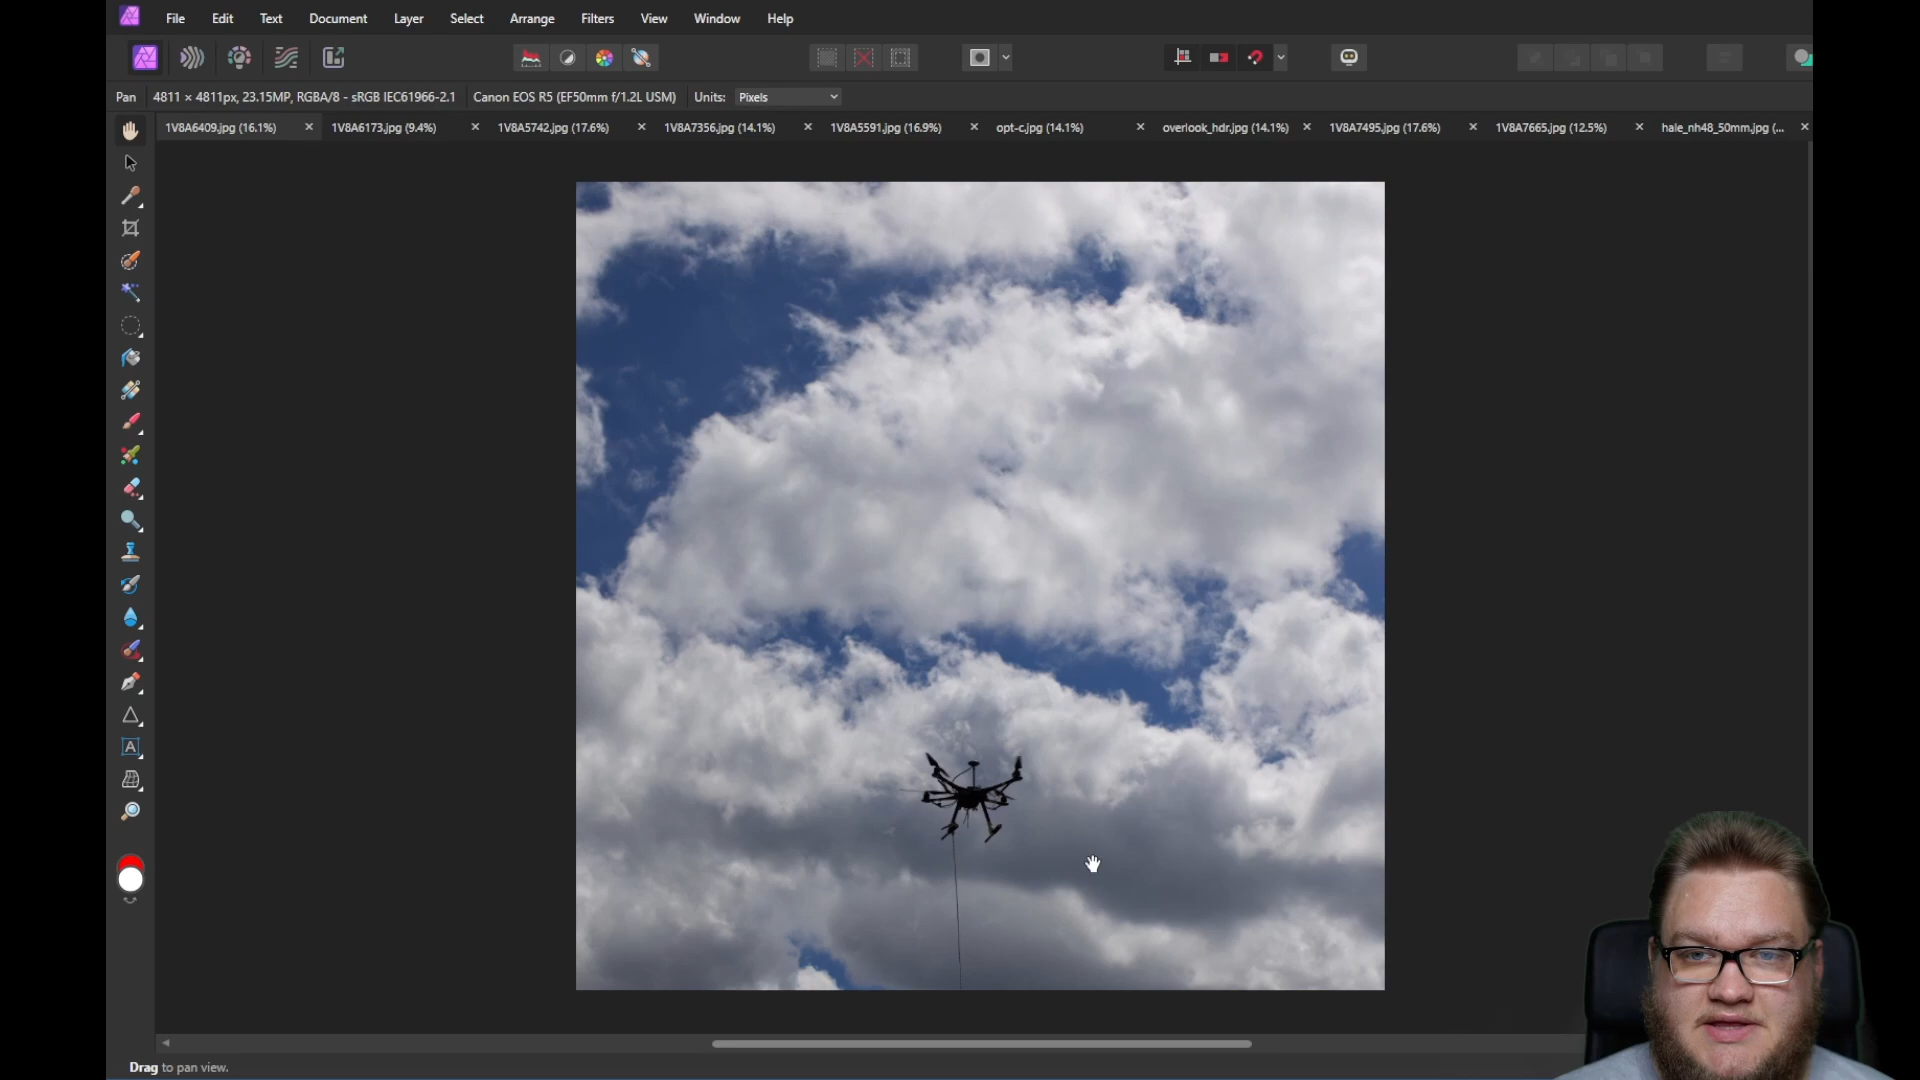 File Edit Text Document Layer Select Arrange Filters View Window Help
Pan 4811 × 4811px, 23.15MP, RGBA/8 - sRGB IEC61966-2.1 Canon EOS R5 (EF50mm f/1.2L USM) Units: Pixels
1V8A6409.jpg (16.1%) 1V8A6173.jpg (9.4%) 1V8A5742.jpg (17.6%) 1V8A7356.jpg (14.1%) 1V8A5591.jpg (16.9%) opt-c.jpg (14.1%) overlook_hdr.jpg (14.1%) 1V8A7495.jpg (17.6%) 1V8A7665.jpg (12.5%) hale_nh48_50mm.jpg (...
A
Drag to pan view.